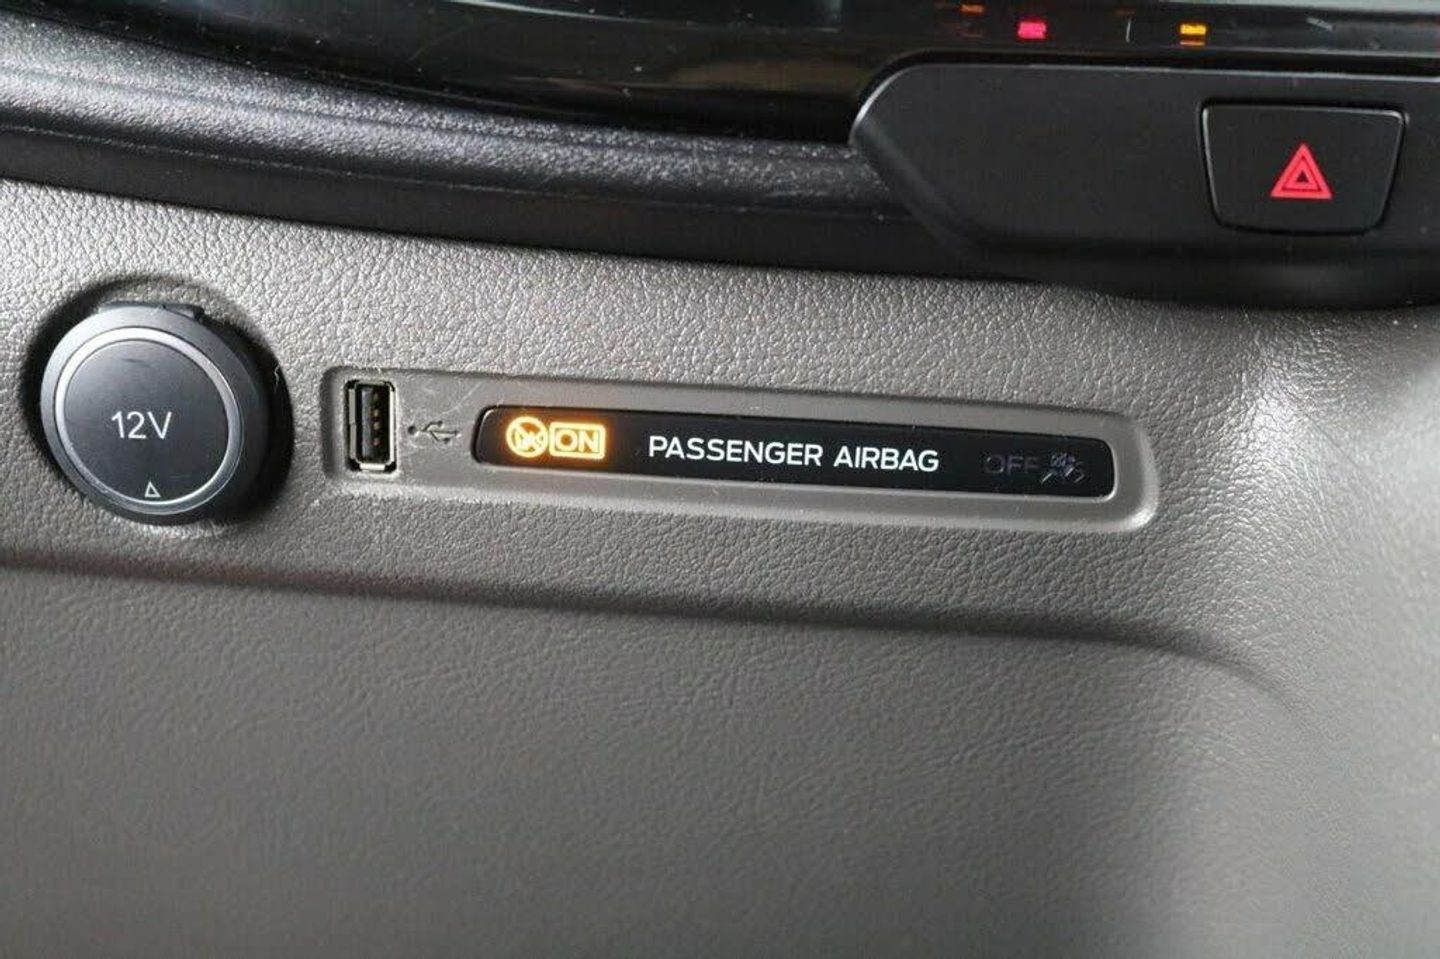 12V
ON PASSENGER AIRBAG OFF